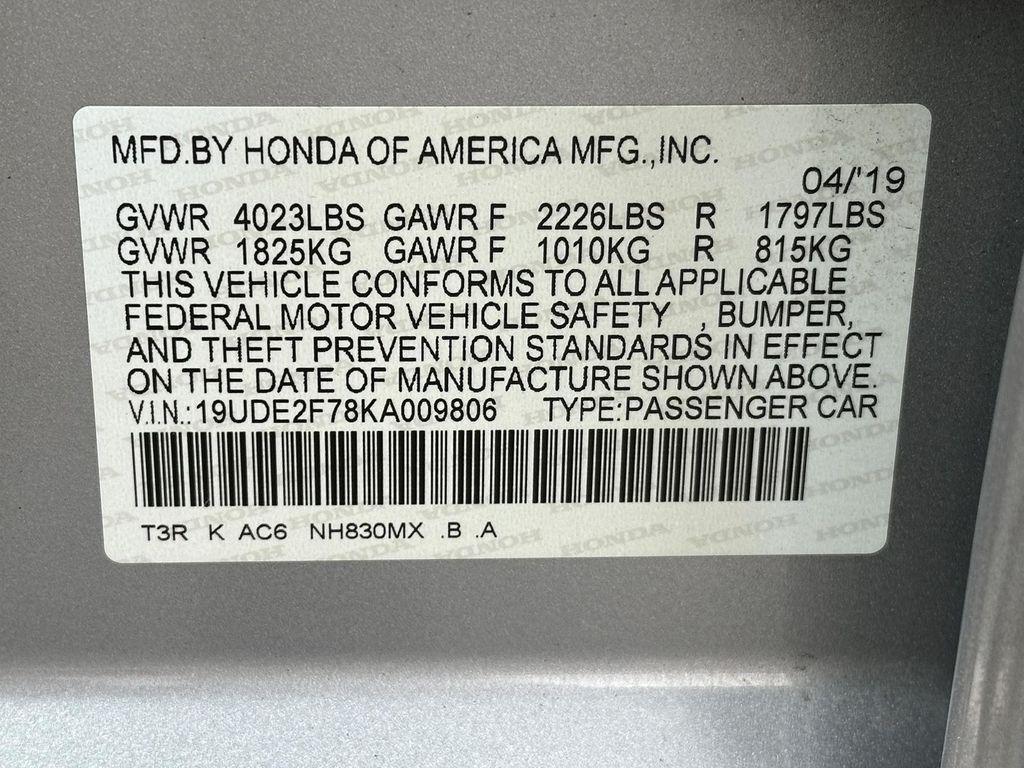 MFD.BY HONDA OF AMERICA MFG.,INC.
04/'19
GVWR 4023LBS GAWR F 2226LBS R 1797LBS
GVWR 1825KG GAWR F 1010KG R 815KG
THIS VEHICLE CONFORMS TO ALL APPLICABLE
FEDERAL MOTOR VEHICLE SAFETY , BUMPER,
AND THEFT PREVENTION STANDARDS IN EFFECT
ON THE DATE OF MANUFACTURE SHOWN ABOVE.
V.I.N.:19UDE2F78KA009806 TYPE:PASSENGER CAR
T3R K AC6 NH830MX .B .A